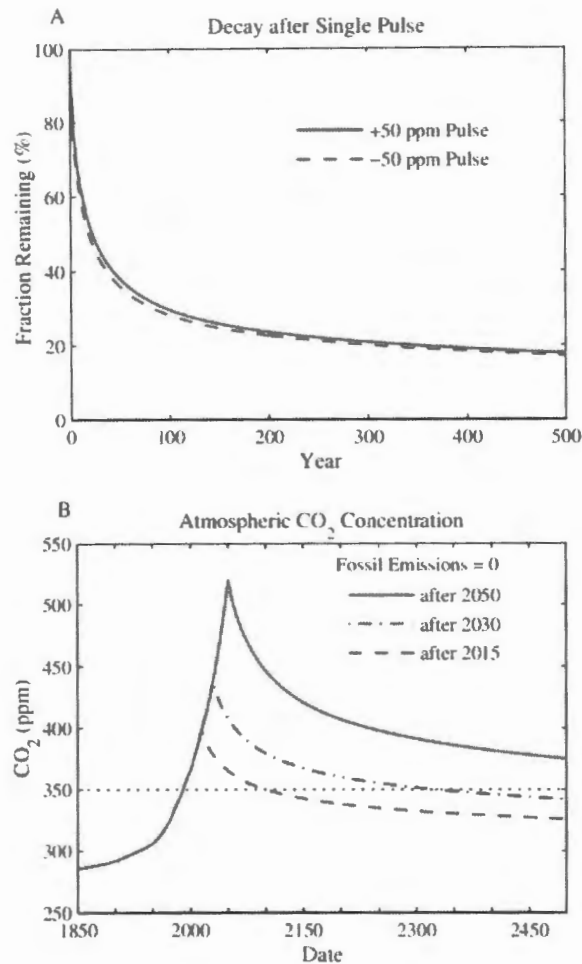 A
Decay after Single Pulse
100
80
60
40
20
0
Fraction Remaining (%)
+50 ppm Pulse
−50 ppm Pulse
0 100 200 300 400 500
Year
B
Atmospheric CO2 Concentration
550
500
450
400
350
300
250
CO2 (ppm)
Fossil Emissions = 0
after 2050
after 2030
after 2015
1850 2000 2150 2300 2450
Date